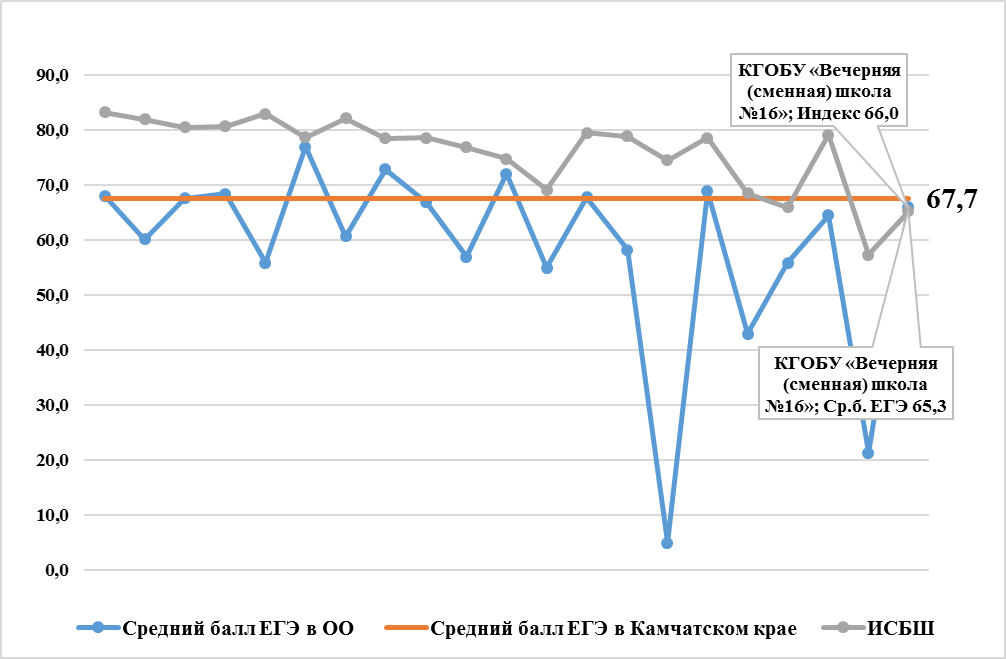 90,0
80,0
70,0
60,0
50,0
40,0
30,0
20,0
10,0
0,0
КГОБУ «Вечерняя
(сменная) школа
№16»; Индекс 66,0
67,7
КГОБУ «Вечерняя
(сменная) школа
№16»; Ср.б. ЕГЭ 65,3
Средний балл ЕГЭ в ОО
Средний балл ЕГЭ в Камчатском крае
ИСБШ